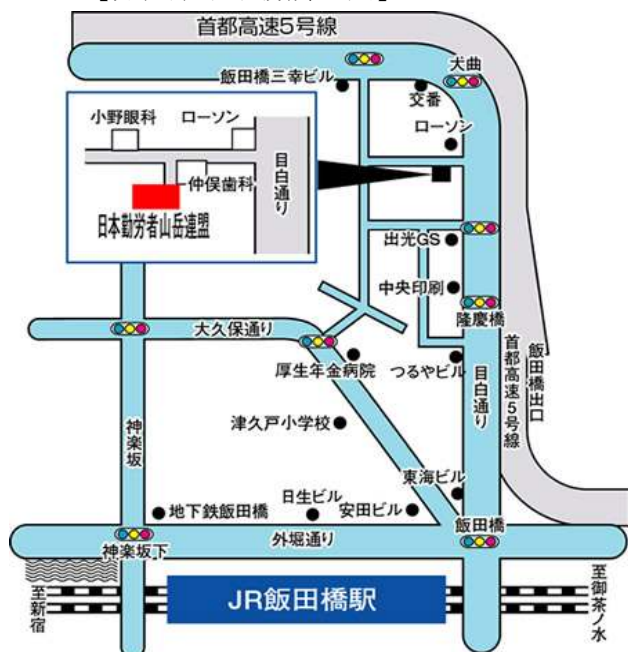 首都高速5号線
飯田橋三幸ビル
犬曲
交番
ローソン
小野眼科
ローソン
目白通り
仲俣歯科
日本勤労者山岳連盟
出光GS
中央印刷
隆慶橋
大久保通り
厚生年金病院
つるやビル
目白通り
首都高速5号線
飯田橋出口
津久戸小学校
神楽坂
東海ビル
日生ビル
安田ビル
地下鉄飯田橋
飯田橋
神楽坂下
外堀通り
至新宿
JR飯田橋駅
至御茶ノ水